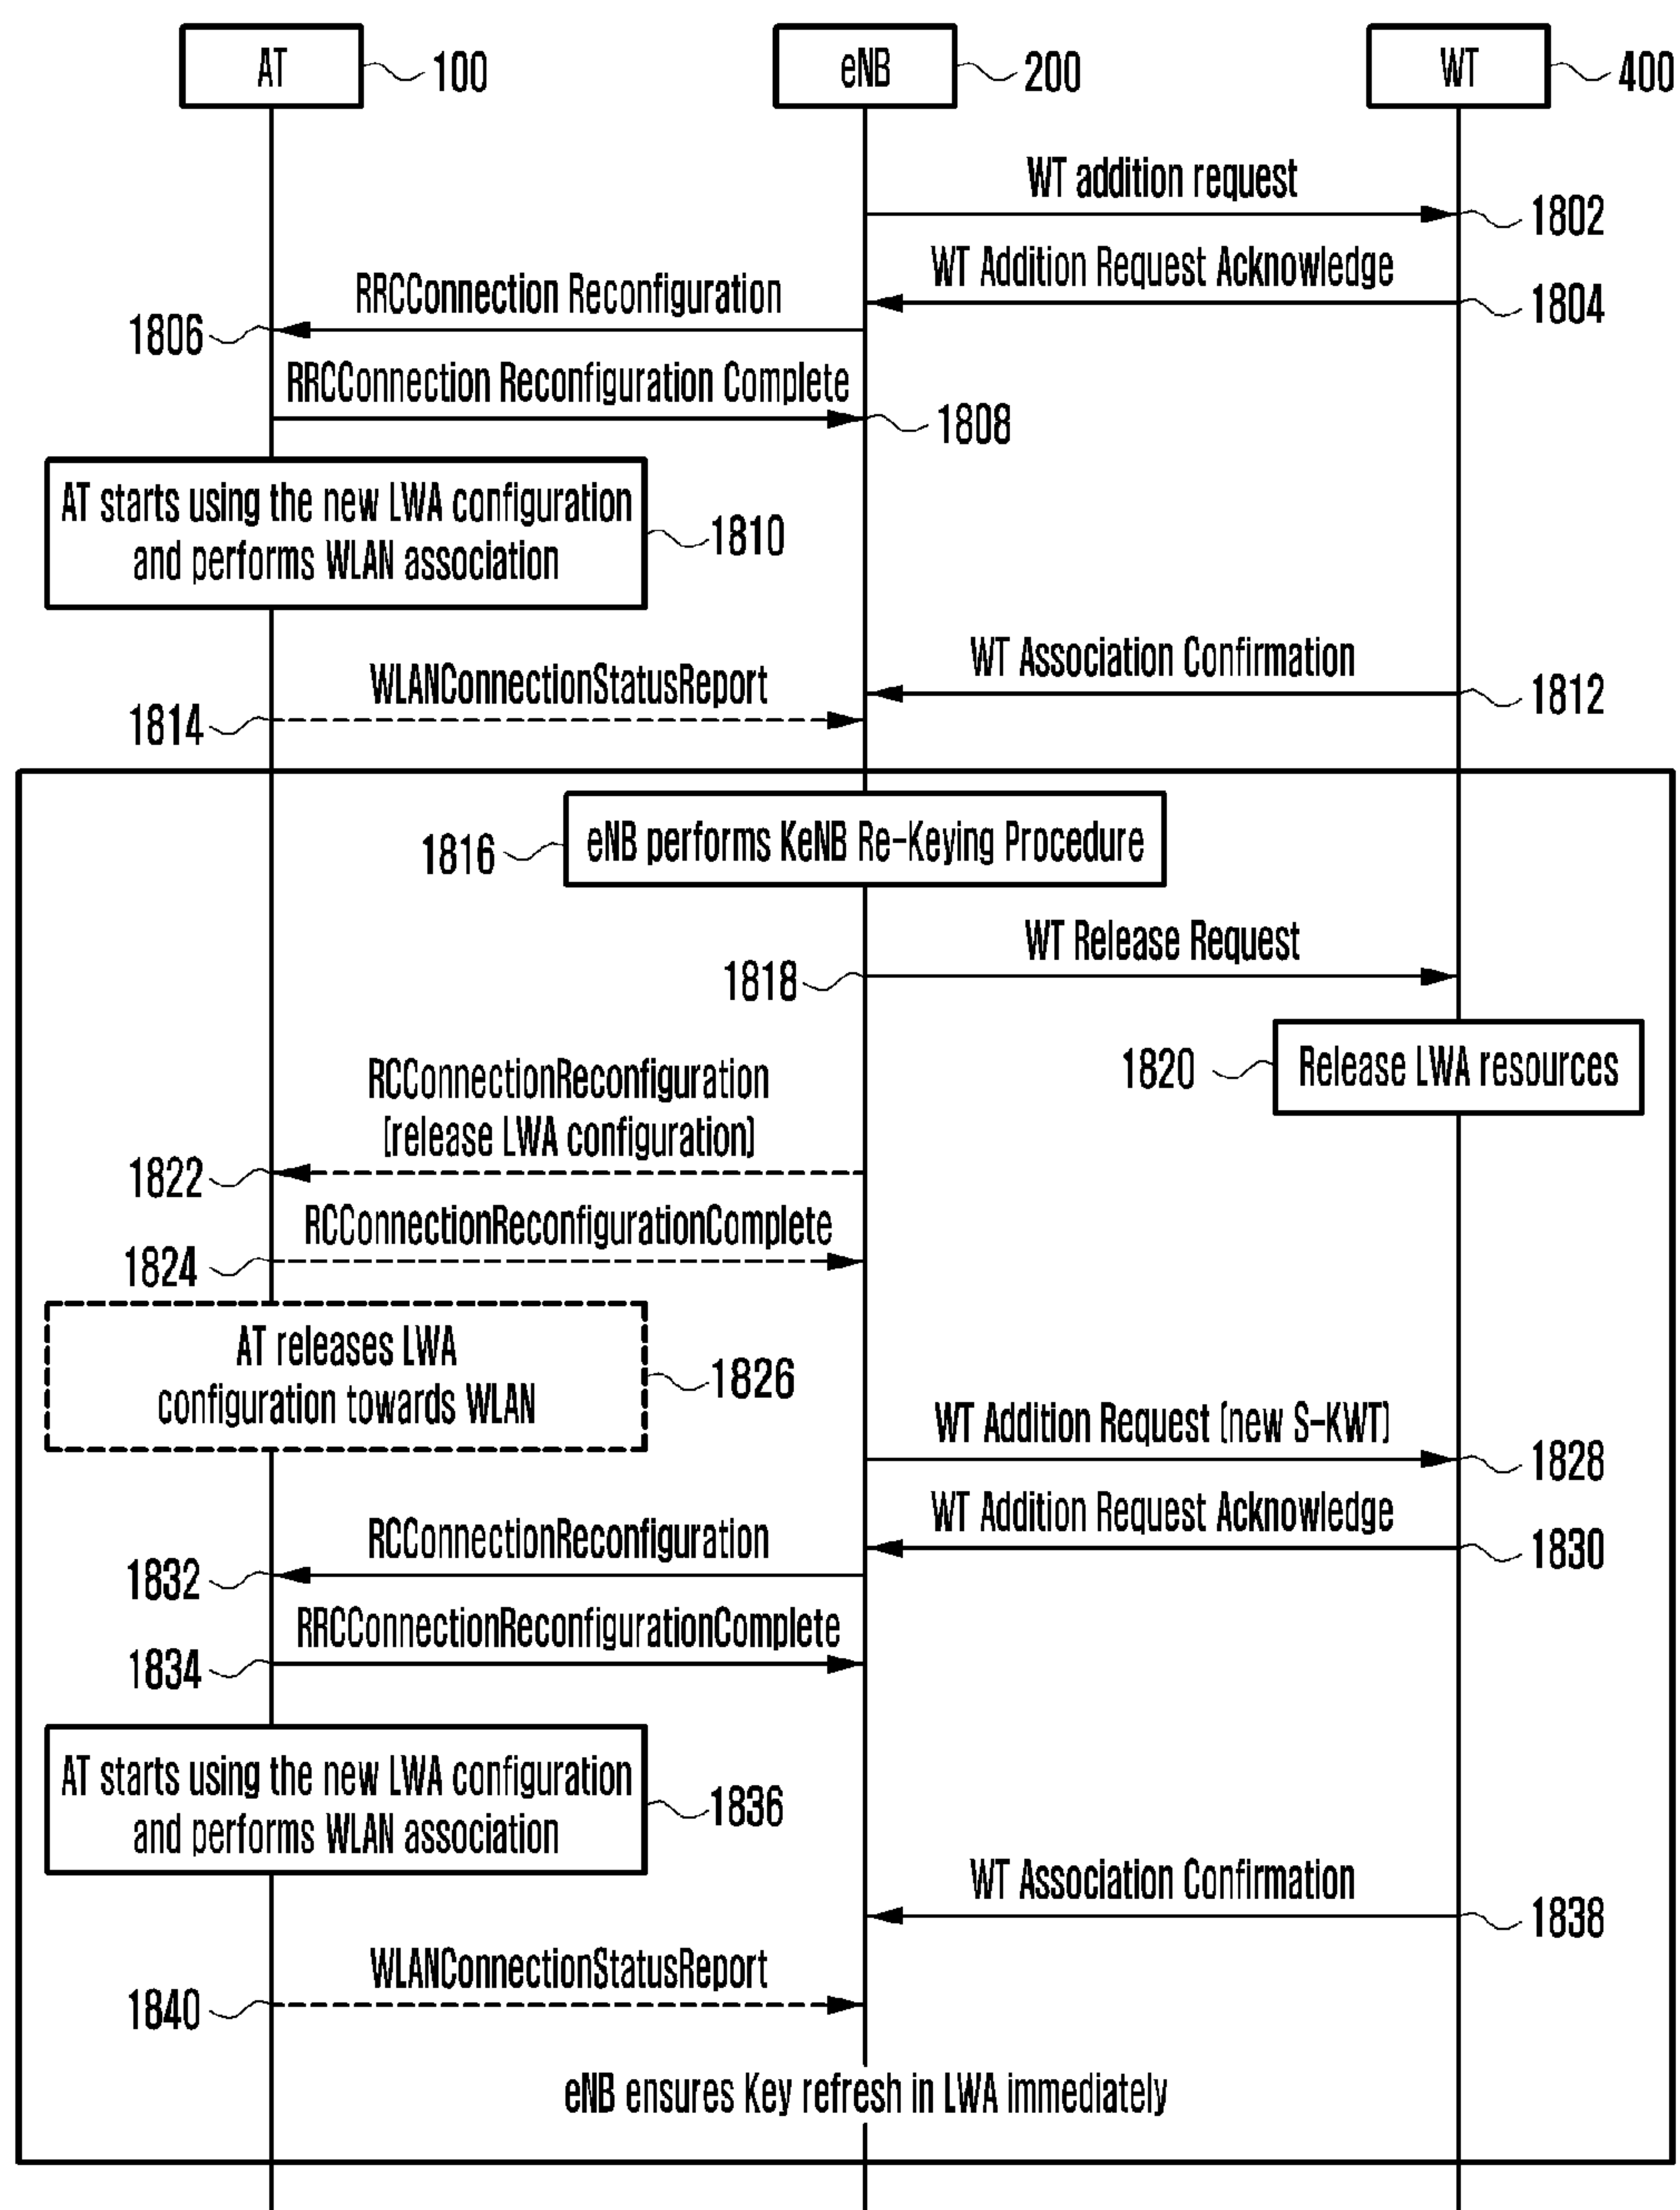 AT
100
eNB
200
WT
400
WT addition request
1802
WT Addition Request Acknowledge
1804
RRCConnection Reconfiguration
1806
RRCConnection Reconfiguration Complete
1808
AT starts using the new LWA configuration
and performs WLAN association
1810
WT Association Confirmation
1812
WLANConnectionStatusReport
1814
eNB performs KeNB Re-Keying Procedure
1816
WT Release Request
1818
Release LWA resources
1820
RCConnectionReconfiguration
(release LWA configuration)
1822
RCConnectionReconfigurationComplete
1824
AT releases LWA
configuration towards WLAN
1826
WT Addition Request (new S-KWT)
1828
WT Addition Request Acknowledge
1830
RCConnectionReconfiguration
1832
RRCConnectionReconfigurationComplete
1834
AT starts using the new LWA configuration
and performs WLAN association
1836
WT Association Confirmation
1838
WLANConnectionStatusReport
1840
eNB ensures Key refresh in LWA immediately